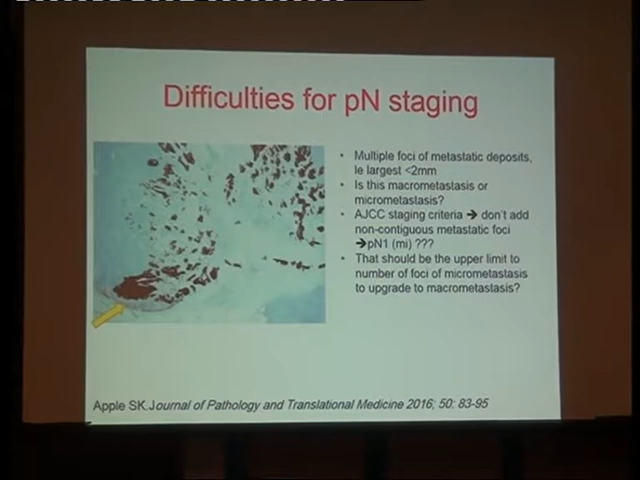 Difficulties for pN staging
• Multiple foci of metastatic deposits,
le largest <2mm
• Is this macrometastasis or
micrometastasis?
• AJCC staging criteria ➔ don't add
non-contiguous metastatic foci
➔pN1 (mi) ???
• That should be the upper limit to
number of foci of micrometastasis
to upgrade to macrometastasis?
Apple SK.Journal of Pathology and Translational Medicine 2016; 50: 83-95